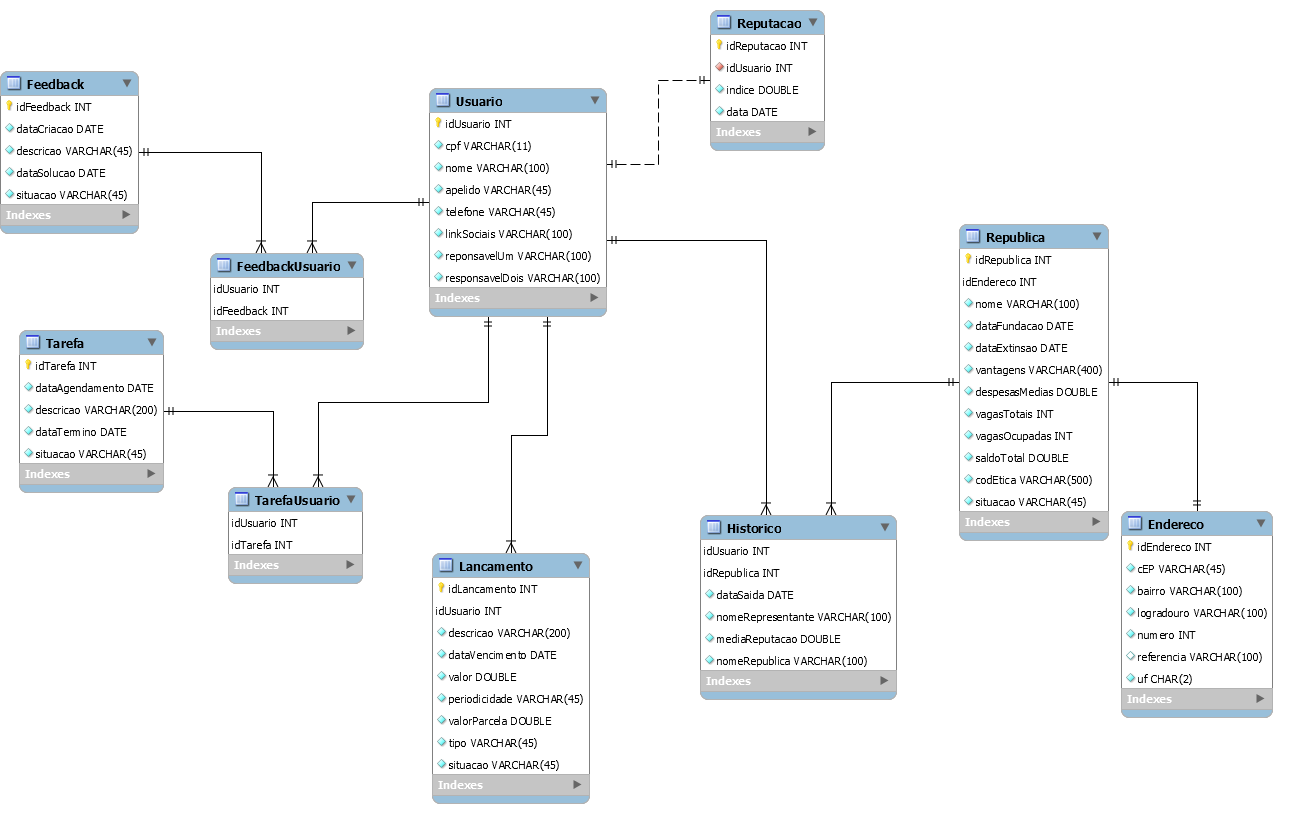 Reputacao
idReputacao INT
idUsuario INT
indice DOUBLE
data DATE
Indexes
Feedback
idFeedback INT
dataCriacao DATE
descricao VARCHAR(45)
dataSolucao DATE
situacao VARCHAR(45)
Indexes
Usuario
idUsuario INT
cpf VARCHAR(11)
nome VARCHAR(100)
apelido VARCHAR(45)
telefone VARCHAR(45)
linkSociais VARCHAR(100)
reponsavelUm VARCHAR(100)
responsavelDois VARCHAR(100)
Indexes
FeedbackUsuario
idUsuario INT
idFeedback INT
Indexes
Republica
idRepublica INT
idEndereco INT
nome VARCHAR(100)
dataFundacao DATE
dataExtinsao DATE
vantagens VARCHAR(400)
despesasMedias DOUBLE
vagasTotais INT
vagasOcupadas INT
saldoTotal DOUBLE
codEtica VARCHAR(500)
situacao VARCHAR(45)
Indexes
Tarefa
idTarefa INT
dataAgendamento DATE
descricao VARCHAR(200)
dataTermino DATE
situacao VARCHAR(45)
Indexes
TarefaUsuario
idUsuario INT
idTarefa INT
Indexes
Lancamento
idLancamento INT
idUsuario INT
descricao VARCHAR(200)
dataVencimento DATE
valor DOUBLE
periodicidade VARCHAR(45)
valorParcela DOUBLE
tipo VARCHAR(45)
situacao VARCHAR(45)
Indexes
Historico
idUsuario INT
idRepublica INT
dataSaida DATE
nomeRepresentante VARCHAR(100)
mediaReputacao DOUBLE
nomeRepublica VARCHAR(100)
Indexes
Endereco
idEndereco INT
cEP VARCHAR(45)
bairro VARCHAR(100)
logradouro VARCHAR(100)
numero INT
referencia VARCHAR(100)
uf CHAR(2)
Indexes